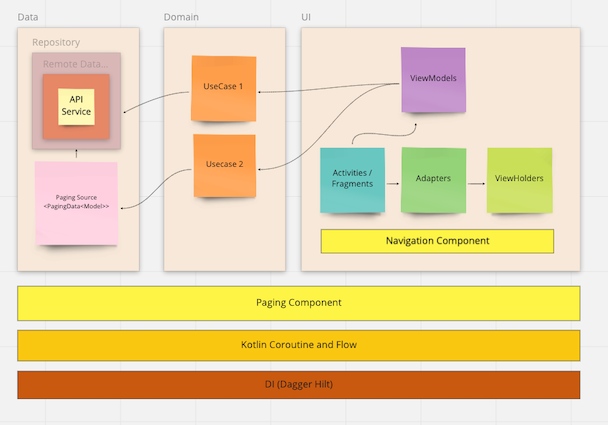 Data
Domain
UI
Repository
Remote Data...
API
Service
UseCase 1
ViewModels
Usecase 2
Activities /
Fragments
Adapters
ViewHolders
Paging Source
<PagingData<Model>>
Navigation Component
Paging Component
Kotlin Coroutine and Flow
DI (Dagger Hilt)